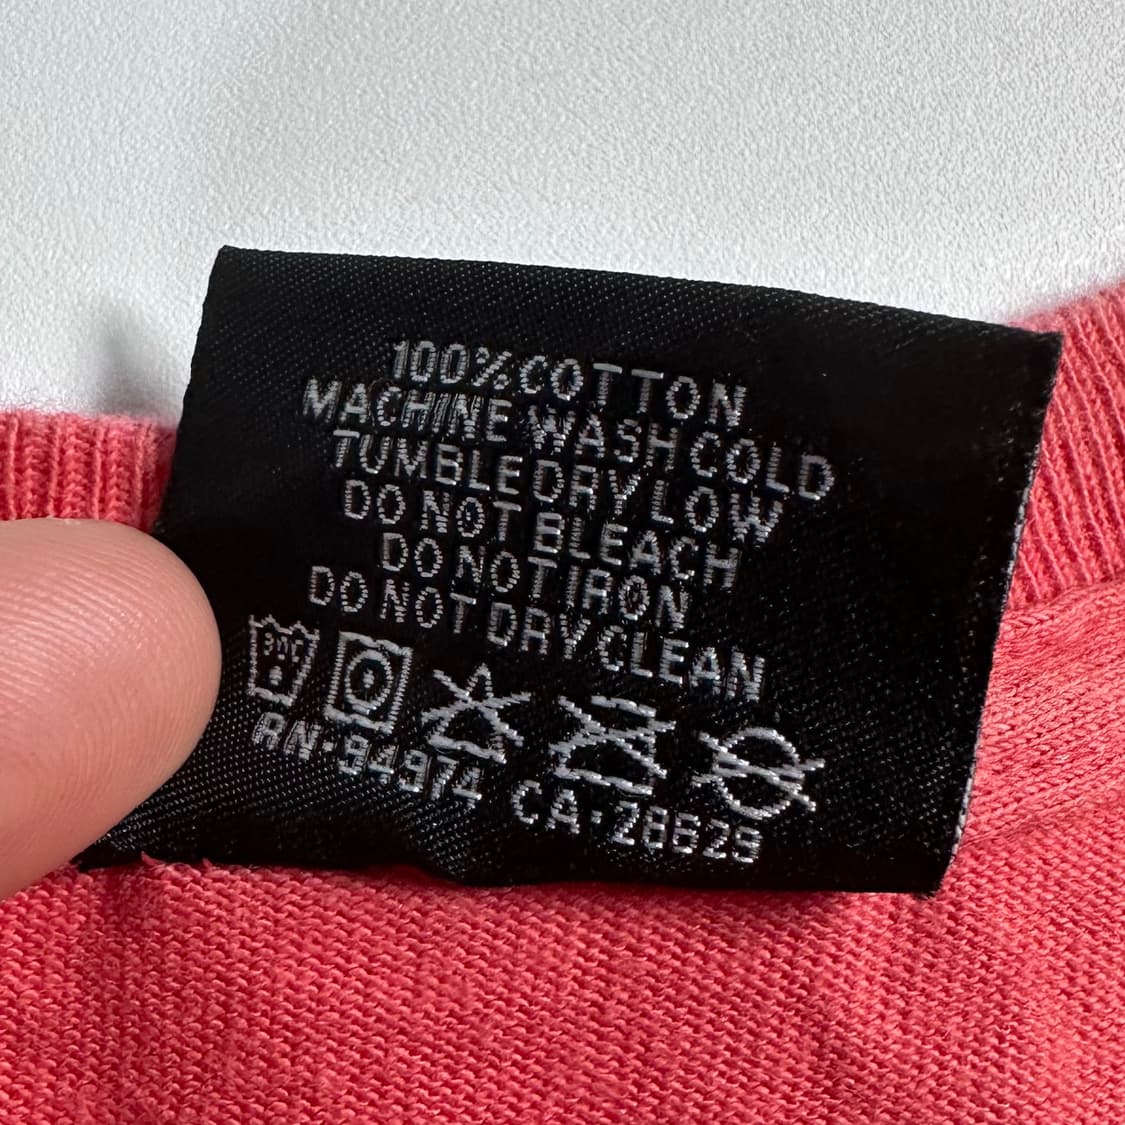 100% COTTON
MACHINE WASH COLD
TUMBLE DRY LOW
DO NOT BLEACH
DO NOT IRON
DO NOT DRY CLEAN
30°C
RN·94974 CA·28629